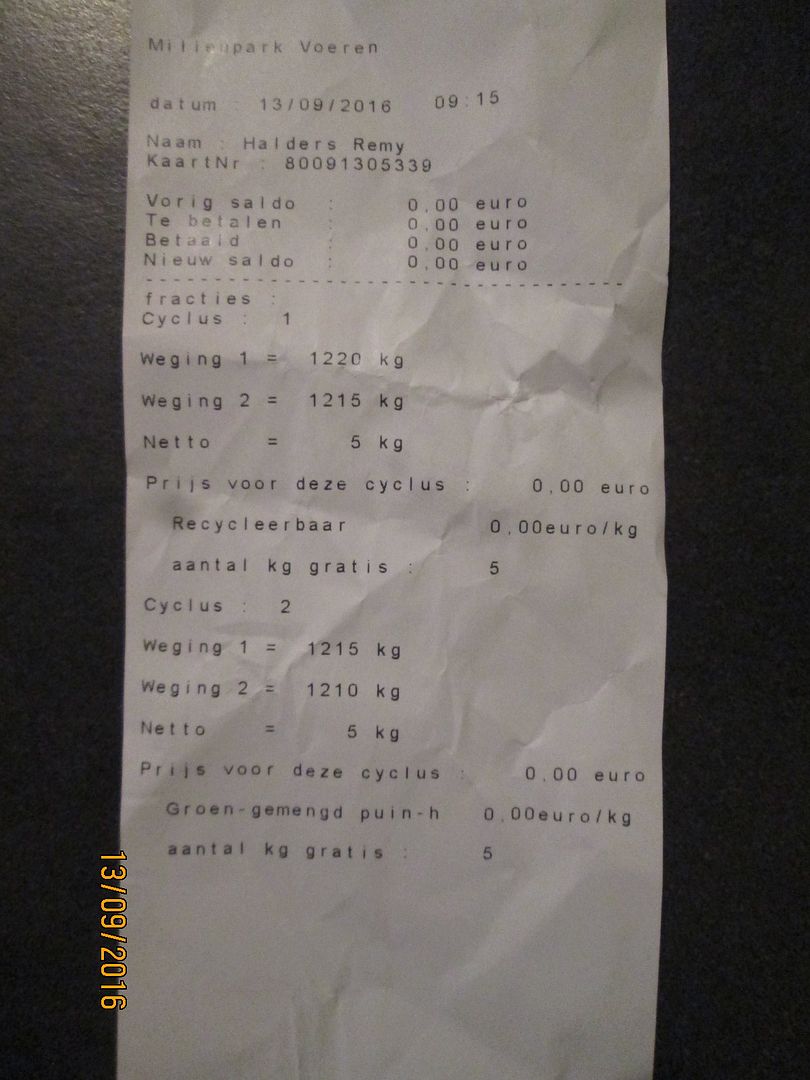 Milieupark Voeren
datum : 13/09/2016 09:15
Naam : Halders Remy
KaartNr : 80091305339
Vorig saldo : 0,00 euro
Te betalen : 0,00 euro
Betaald : 0,00 euro
Nieuw saldo : 0,00 euro
-----------------------------------
fracties :
Cyclus : 1
Weging 1 = 1220 kg
Weging 2 = 1215 kg
Netto = 5 kg
Prijs voor deze cyclus : 0,00 euro
Recycleerbaar 0,00euro/kg
aantal kg gratis : 5
Cyclus : 2
Weging 1 = 1215 kg
Weging 2 = 1210 kg
Netto = 5 kg
Prijs voor deze cyclus : 0,00 euro
Groen-gemengd puin-h 0,00euro/kg
aantal kg gratis : 5
13/09/2016